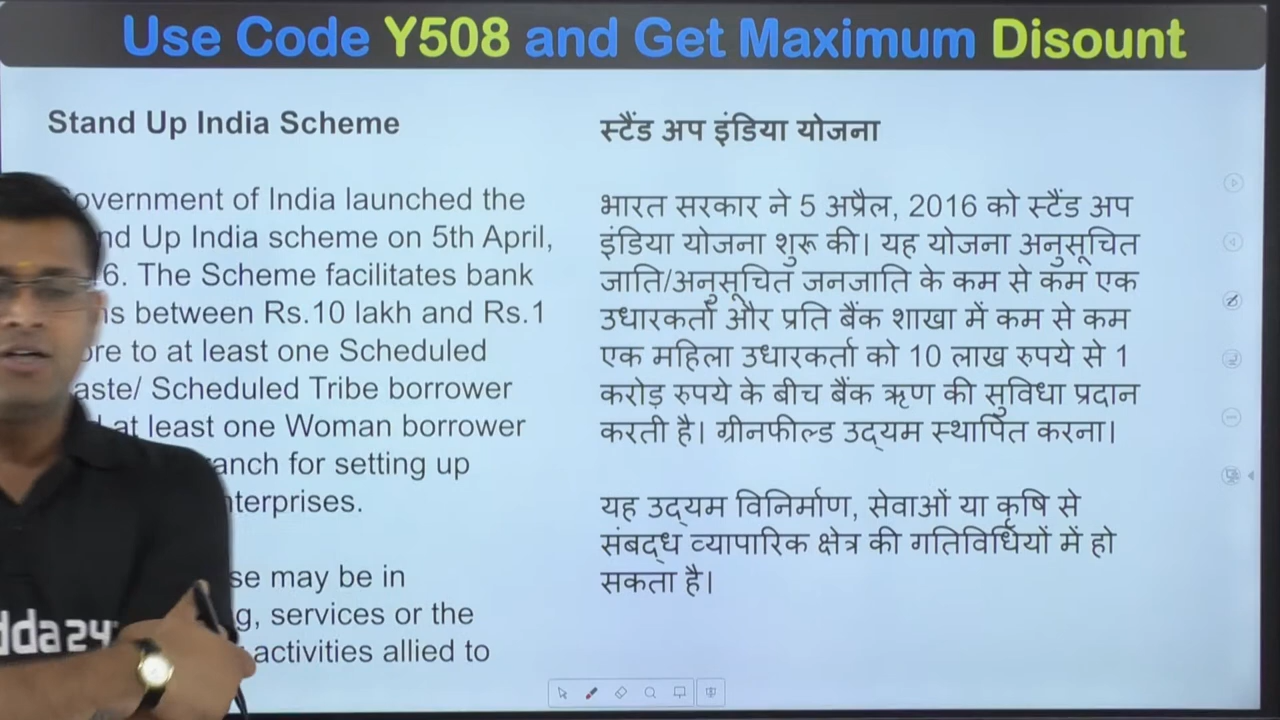 Use Code Y508 and Get Maximum Disount
Stand Up India Scheme
overnment of India launched the
nd Up India scheme on 5th April,
6. The Scheme facilitates bank
ns between Rs.10 lakh and Rs.1
ore to at least one Scheduled
aste/ Scheduled Tribe borrower
at least one Woman borrower
anch for setting up
nterprises.
se may be in
g, services or the
activities allied to
स्टैंड अप इंडिया योजना
भारत सरकार ने 5 अप्रैल, 2016 को स्टैंड अप
इंडिया योजना शुरू की। यह योजना अनुसूचित
जाति/अनुसूचित जनजाति के कम से कम एक
उधारकर्ता और प्रति बैंक शाखा में कम से कम
एक महिला उधारकर्ता को 10 लाख रुपये से 1
करोड़ रुपये के बीच बैंक ऋण की सुविधा प्रदान
करती है। ग्रीनफील्ड उद्यम स्थापित करना।
यह उद्यम विनिर्माण, सेवाओं या कृषि से
संबद्ध व्यापारिक क्षेत्र की गतिविधियों में हो
सकता है।
dda24